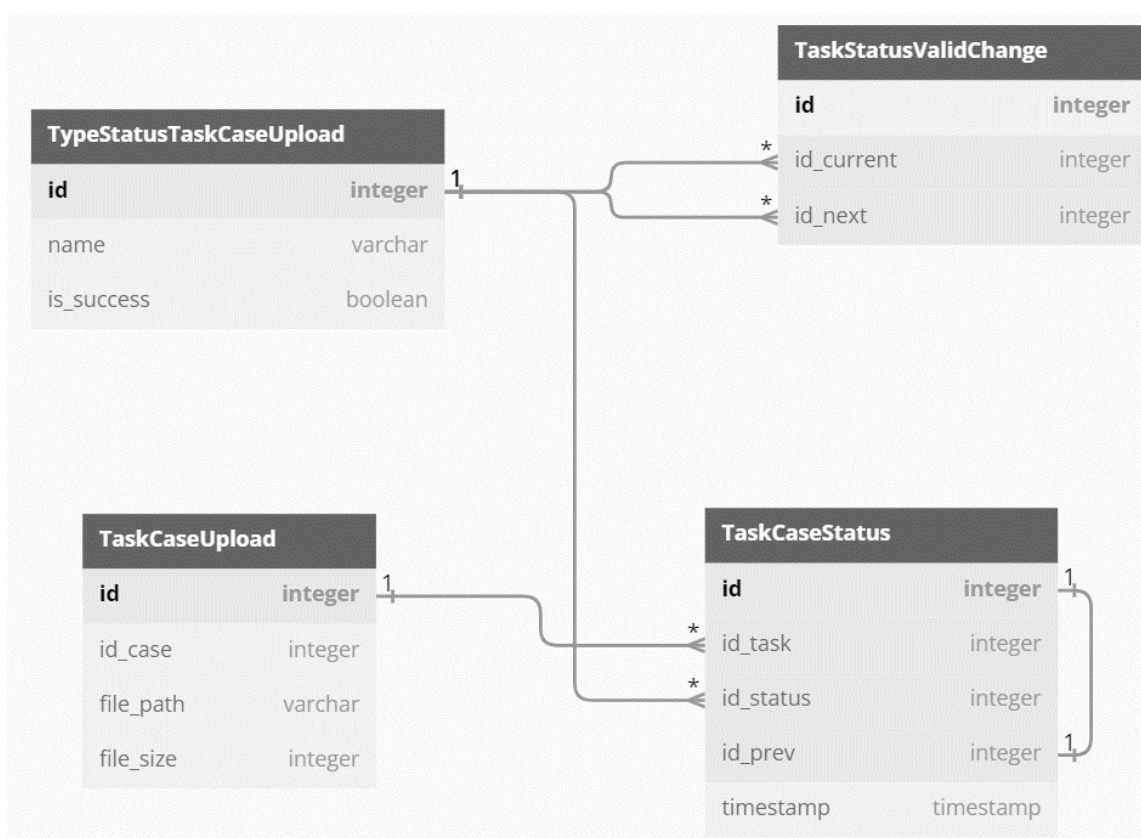 TaskStatusValidChange
id integer
* id_current integer
* id_next integer
TypeStatusTaskCaseUpload
id integer 1
name varchar
is_success boolean
TaskCaseUpload
id integer 1
id_case integer
file_path varchar
file_size integer
TaskCaseStatus
id integer 1
* id_task integer
* id_status integer
id_prev integer 1
timestamp timestamp